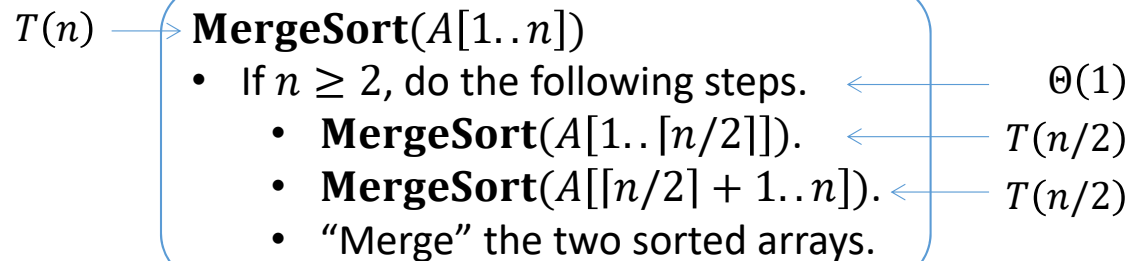 T(n) MergeSort(A[1..n])
• If n ≥ 2, do the following steps. Θ(1)
• MergeSort(A[1..⌈n/2⌉]). T(n/2)
• MergeSort(A[⌈n/2⌉ + 1..n]). T(n/2)
• “Merge” the two sorted arrays.